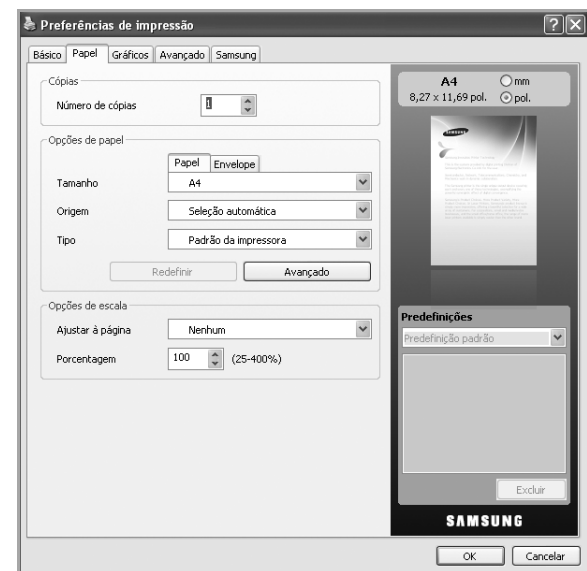 Preferências de impressão
Básico Papel Gráficos Avançado Samsung
Cópias
Número de cópias 1
Opções de papel
Papel Envelope
Tamanho A4
Origem Seleção automática
Tipo Padrão da impressora
Redefinir Avançado
Opções de escala
Ajustar à página Nenhum
Porcentagem 100 (25-400%)
A4 mm
8,27 x 11,69 pol. pol.
SAMSUNG
Predefinições
Predefinição padrão
Excluir
SAMSUNG
OK Cancelar